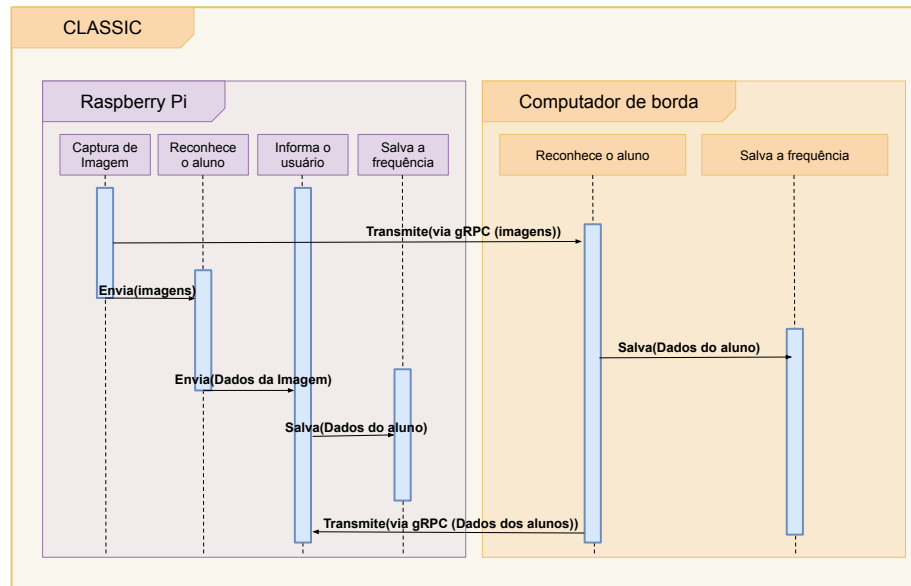 CLASSIC
Raspberry Pi
Computador de borda
Captura de
Imagem
Reconhece
o aluno
Informa o
usuário
Salva a
frequência
Reconhece o aluno
Salva a frequência
Transmite(via gRPC (imagens))
Envia(imagens)
Salva(Dados do aluno)
Envia(Dados da Imagem)
Salva(Dados do aluno)
Transmite(via gRPC (Dados dos alunos))